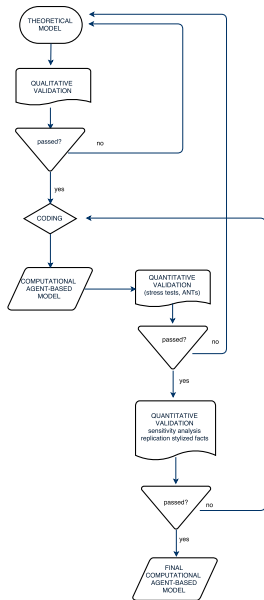 THEORETICAL
MODEL
QUALITATIVE
VALIDATION
passed?
no
yes
CODING
COMPUTATIONAL
AGENT-BASED
MODEL
QUANTITATIVE
VALIDATION
(stress tests, ANTs)
passed?
no
yes
QUANTITATIVE
VALIDATION
sensitivity analysis
replication stylized facts
passed?
no
yes
FINAL
COMPUTATIONAL
AGENT-BASED
MODEL